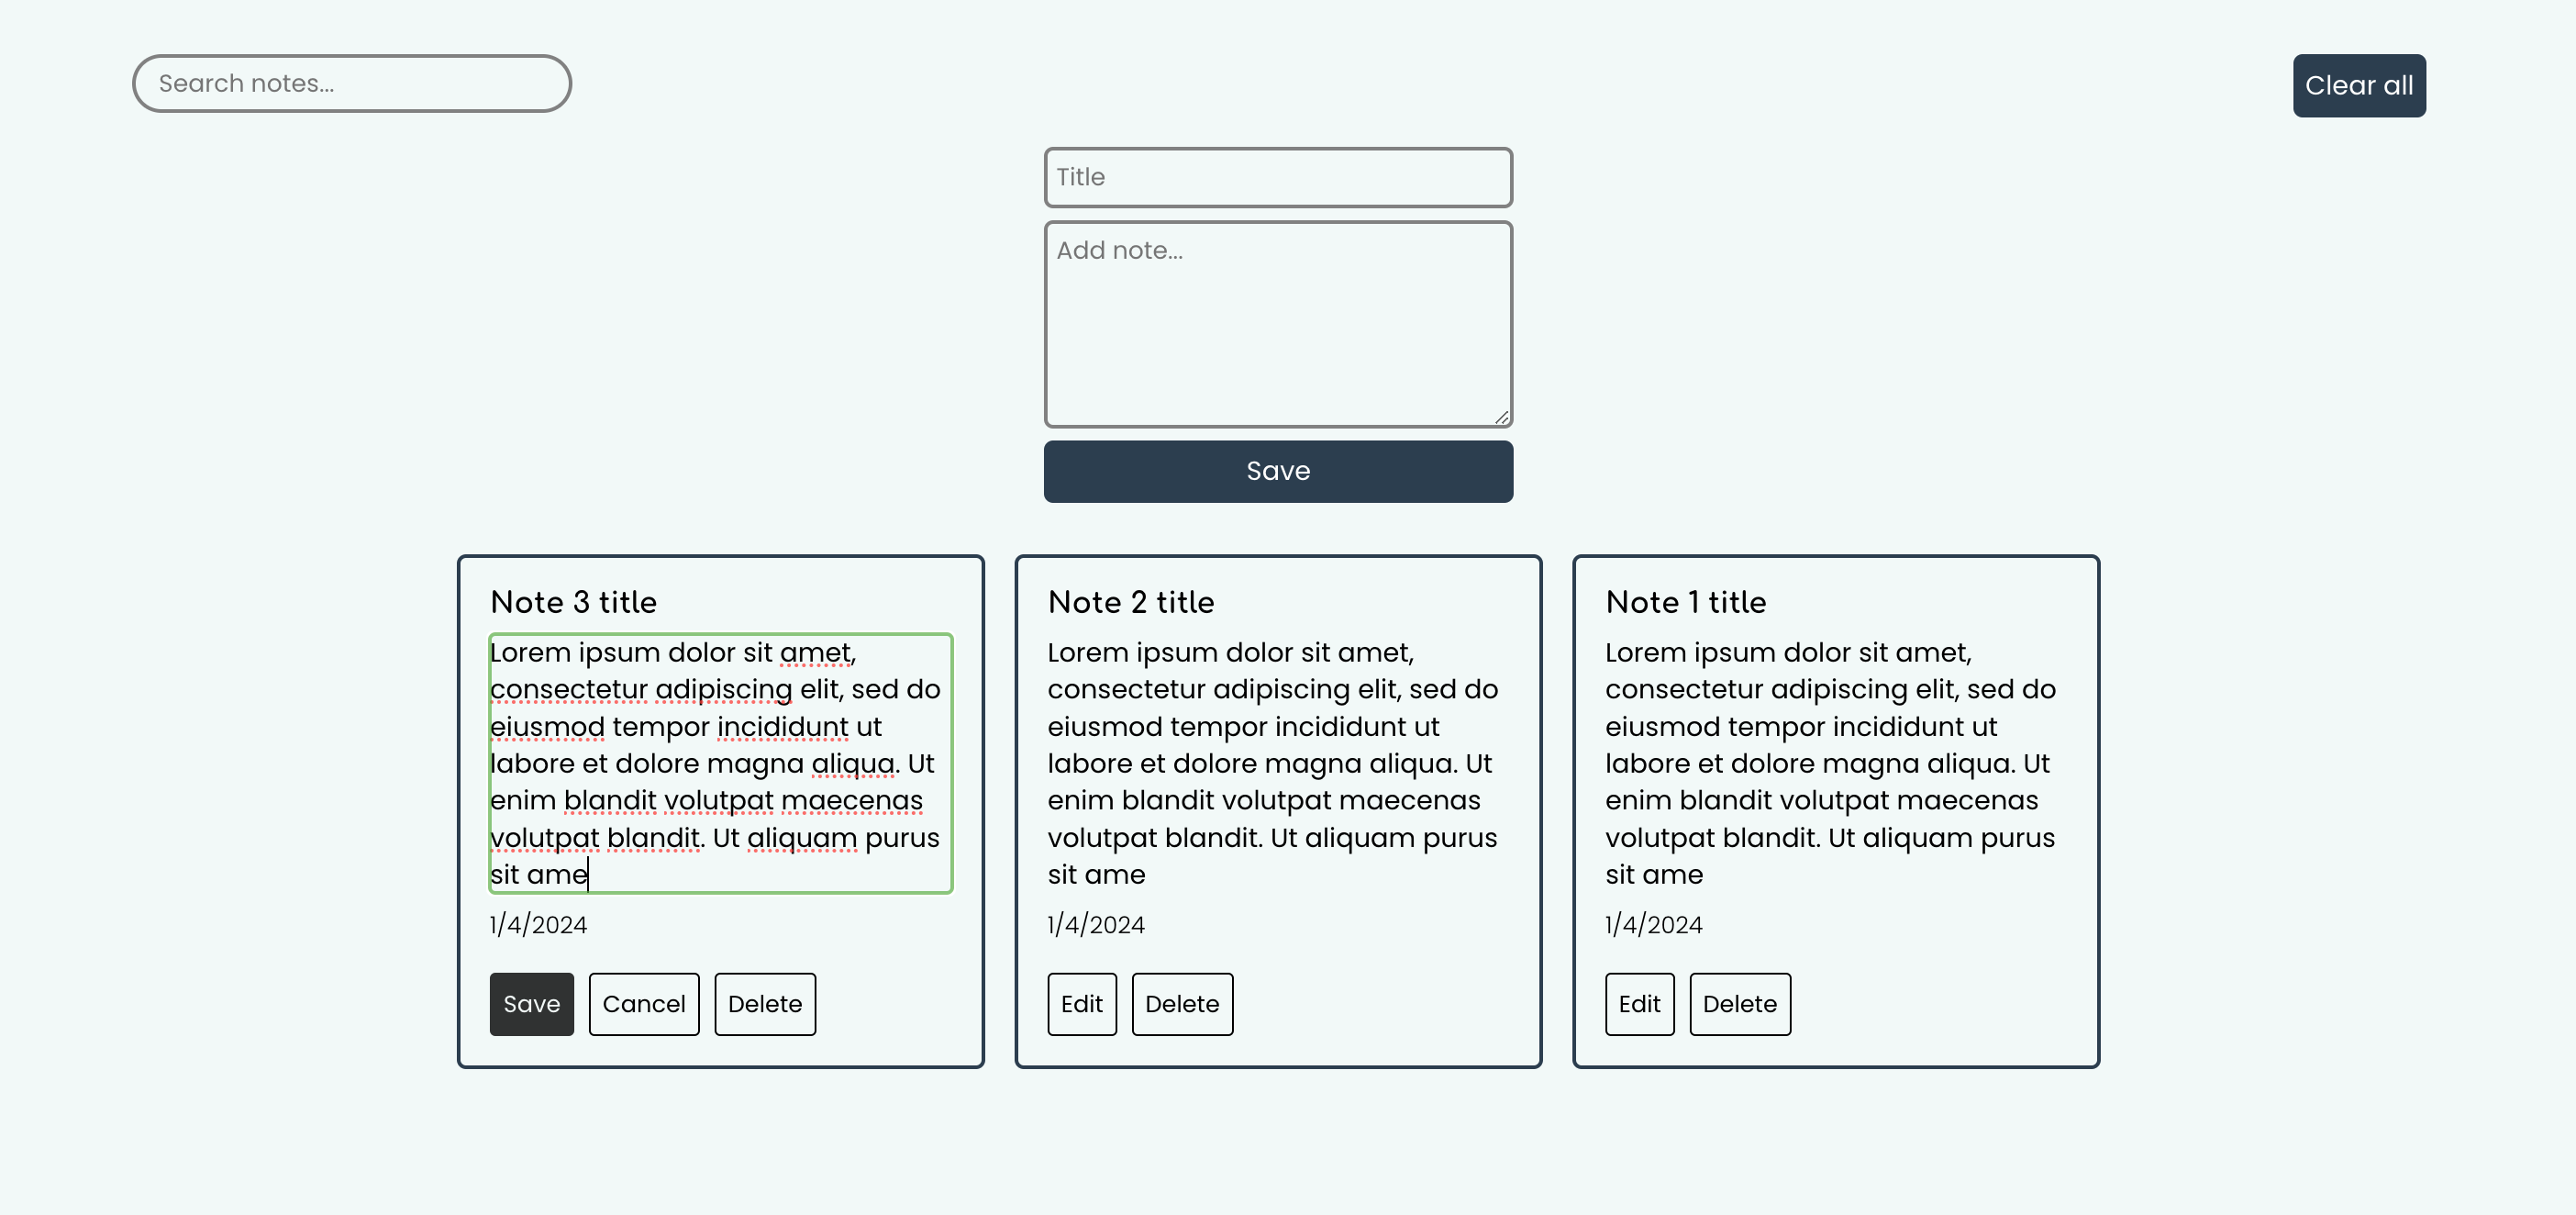 Search notes...
Clear all
Title
Add note...
Save
Note 3 title
Lorem ipsum dolor sit amet,
consectetur adipiscing elit, sed do
eiusmod tempor incididunt ut
labore et dolore magna aliqua. Ut
enim blandit volutpat maecenas
volutpat blandit. Ut aliquam purus
sit ame
1/4/2024
Save Cancel Delete
Note 2 title
Lorem ipsum dolor sit amet,
consectetur adipiscing elit, sed do
eiusmod tempor incididunt ut
labore et dolore magna aliqua. Ut
enim blandit volutpat maecenas
volutpat blandit. Ut aliquam purus
sit ame
1/4/2024
Edit Delete
Note 1 title
Lorem ipsum dolor sit amet,
consectetur adipiscing elit, sed do
eiusmod tempor incididunt ut
labore et dolore magna aliqua. Ut
enim blandit volutpat maecenas
volutpat blandit. Ut aliquam purus
sit ame
1/4/2024
Edit Delete